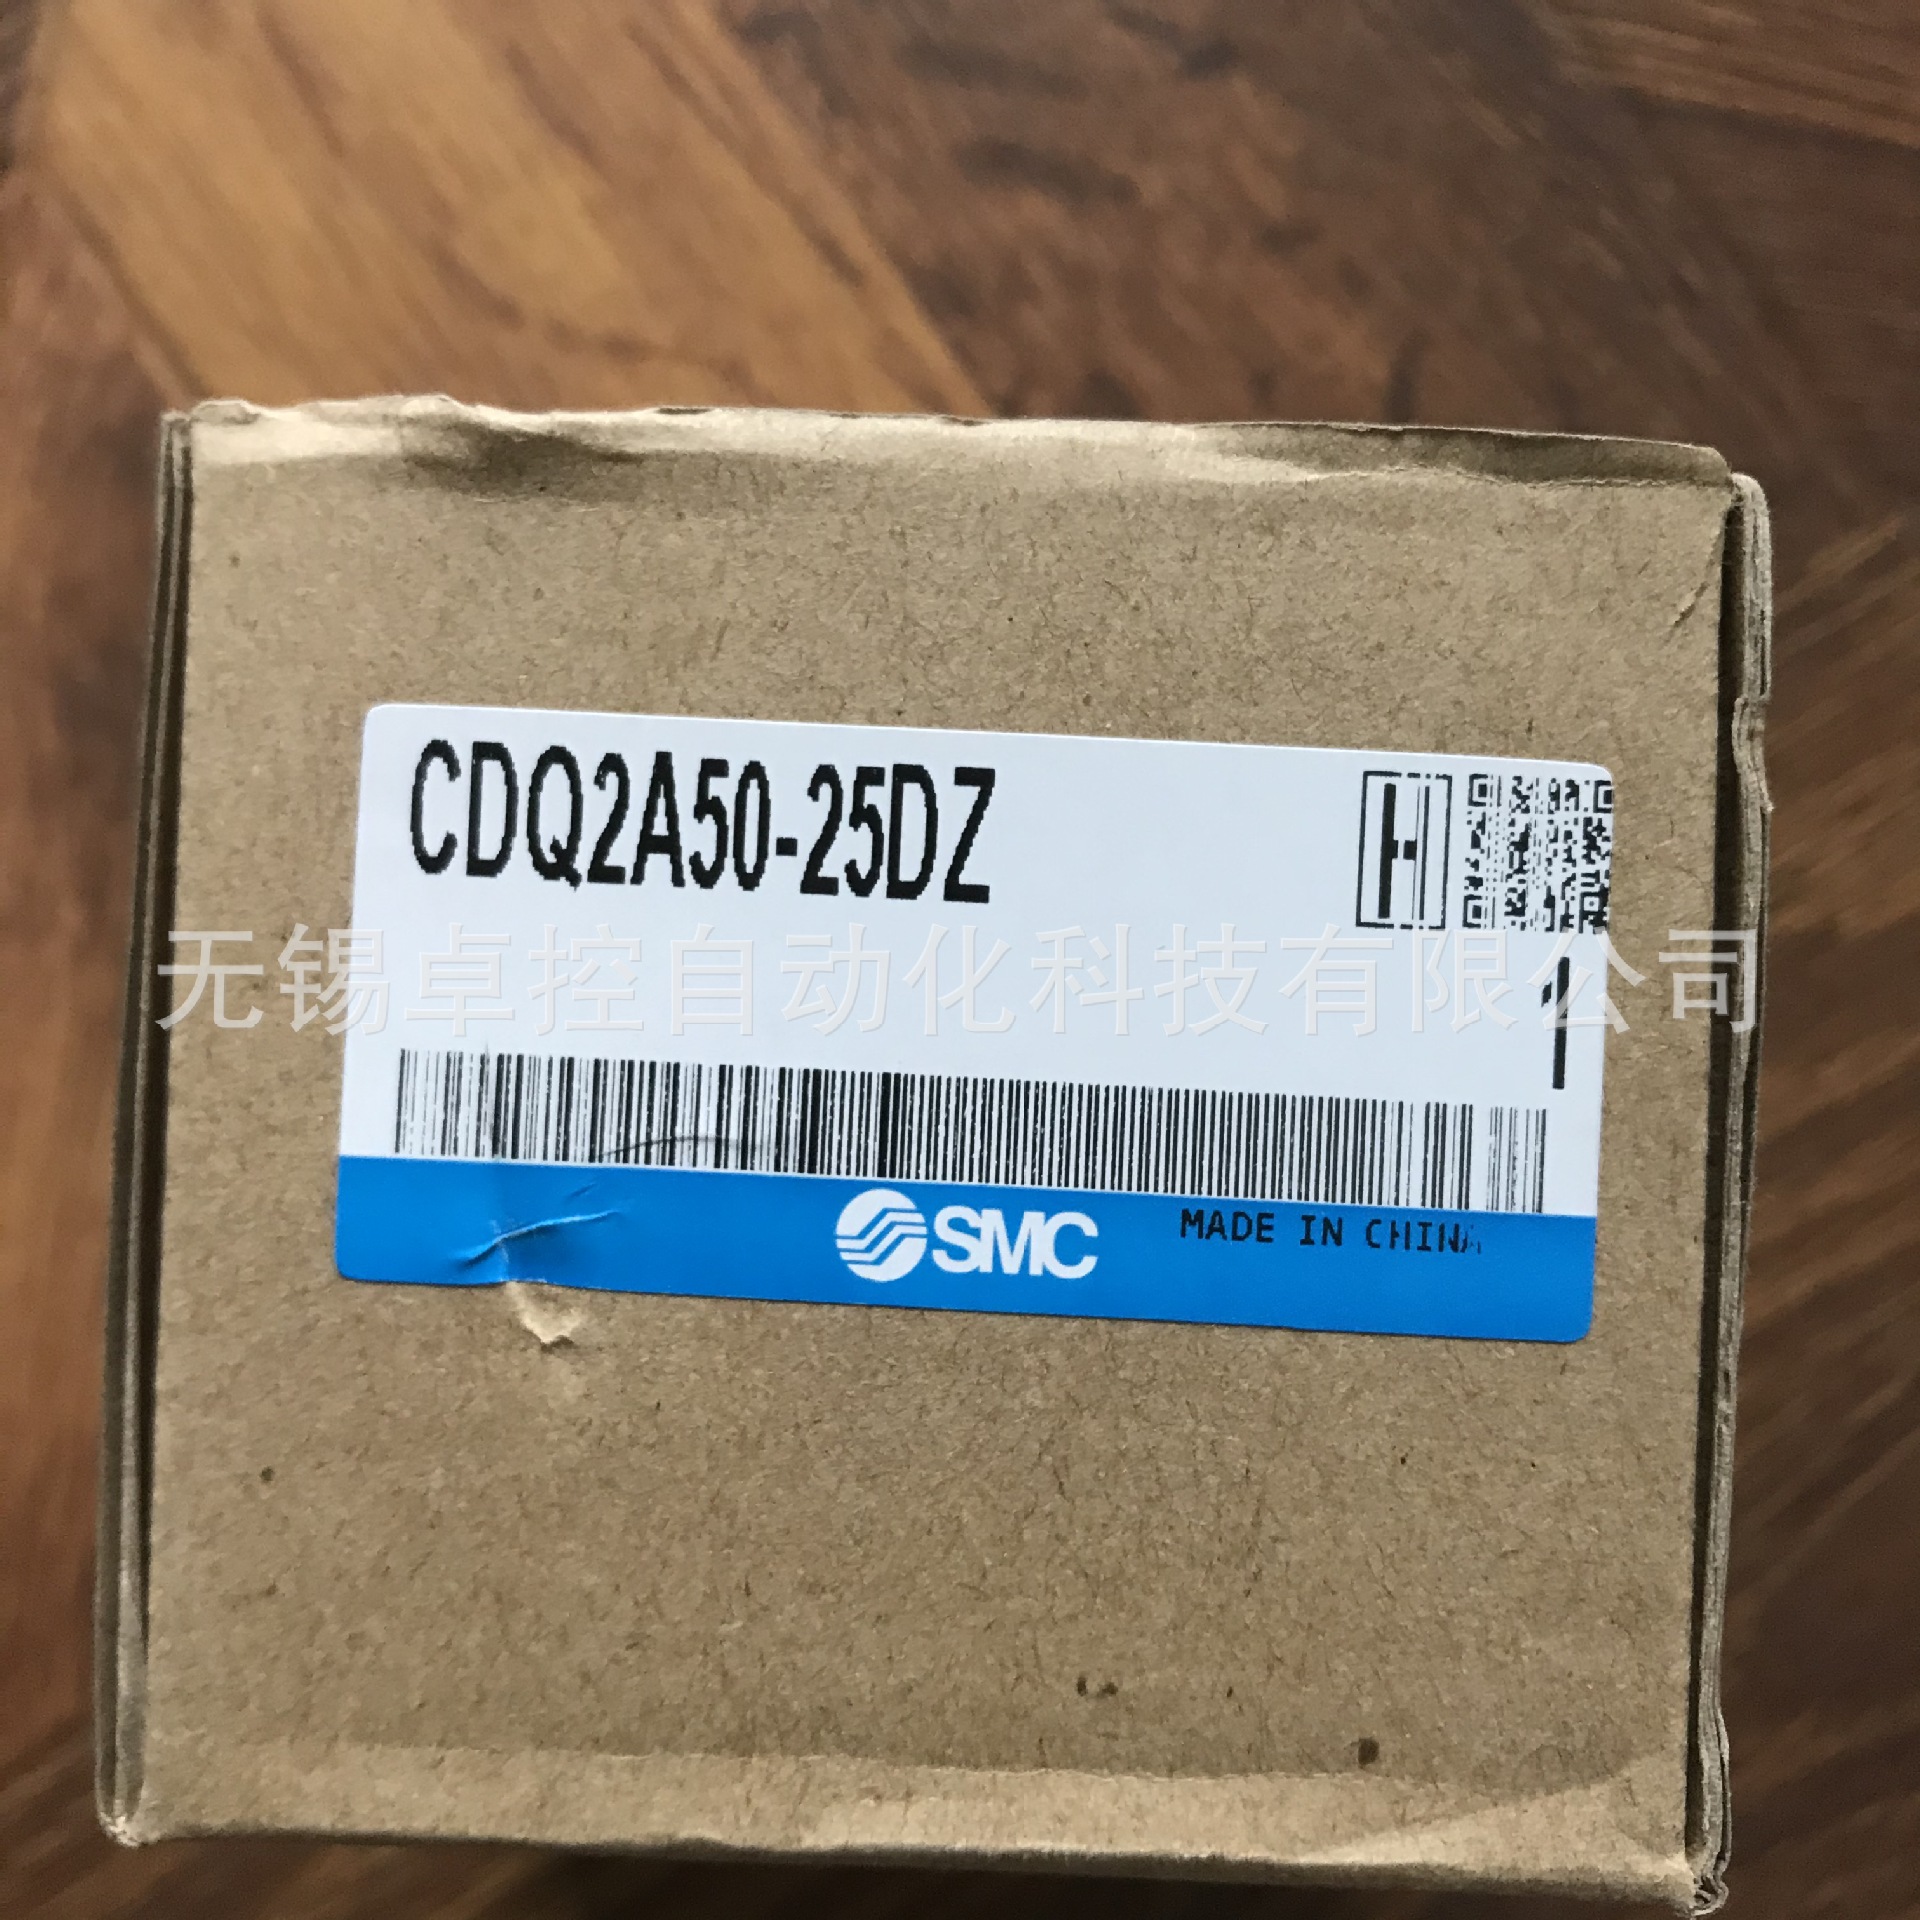 CDQ2A50-25DZ
H
无锡卓控自动化科技有限公司
1
SMC
MADE IN CHINA